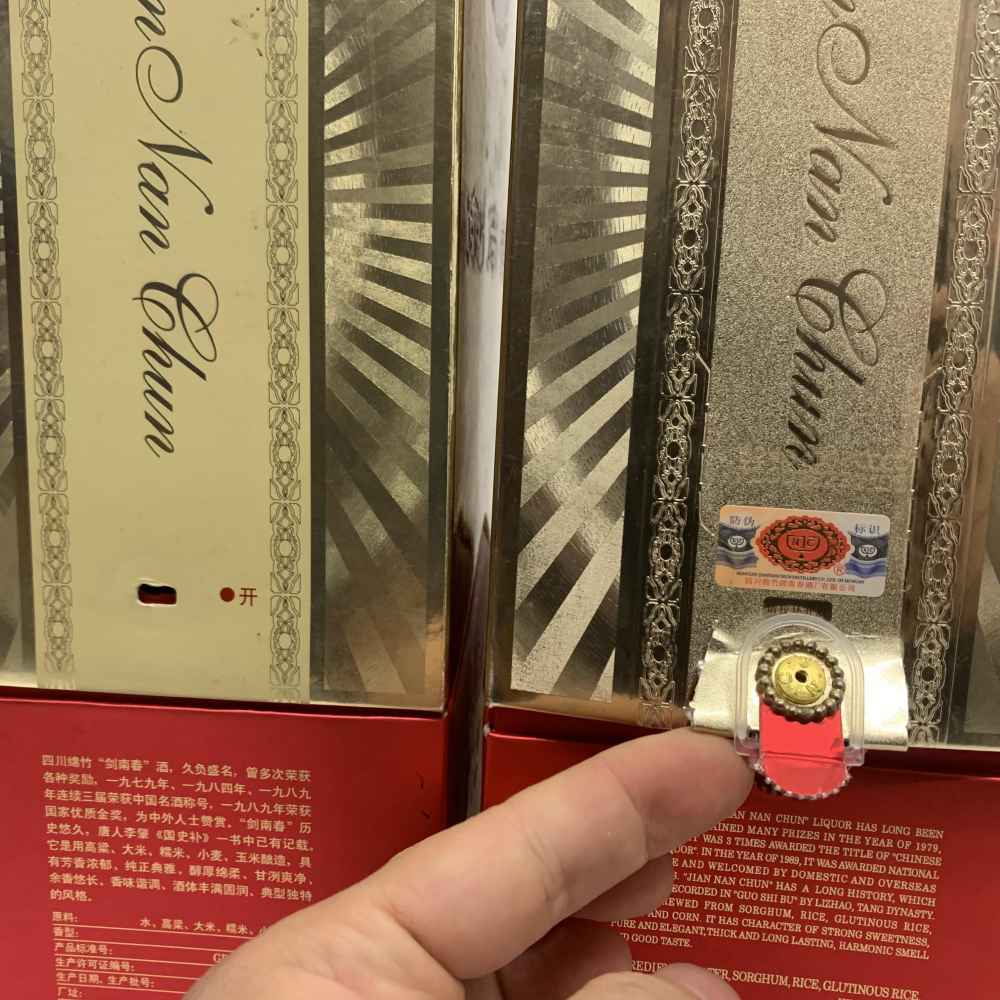 Nan Chun
开
四川绵竹“剑南春”酒，久负盛名，曾多次荣获
各种奖励，一九七九年、一九八四年、一九八九
年连续三届荣获中国名酒称号，一九八九年荣获
国家优质金奖。为中外人士赞赏。“剑南春”历
史悠久，唐人李肇《国史补》一书中已有记载。
它是用高粱、大米、糯米、小麦、玉米酿造，具
有芳香浓郁，纯正典雅，醇厚绵柔，甘洌爽净，
余香悠长，香味谐调，酒体丰满圆润，典型独特
的风格。
原料： 水、高粱、大米、糯米、小
香型：
产品标准号：
生产许可证编号：
生产日期、生产批号：
厂址：
Nan Chun
防伪 标识
AN NAN CHUN" LIQUOR HAS LONG BEEN
AINED MANY PRIZES IN THE YEAR OF 1979,
WAS 3 TIMES AWARDED THE TITLE OF "CHINESE
UOR". IN THE YEAR OF 1989, IT WAS AWARDED NATIONAL
E AND WELCOMED BY DOMESTIC AND OVERSEAS
S. "JIAN NAN CHUN" HAS A LONG HISTORY, WHICH
ECORDED IN "GUO SHI BU" BY LIZHAO, TANG DYNASTY.
REWED FROM SORGHUM, RICE, GLUTINOUS RICE,
AND CORN. IT HAS CHARACTER OF STRONG SWEETNESS,
PURE AND ELEGANT, THICK AND LONG LASTING, HARMONIC SMELL
D GOOD TASTE.
TER, SORGHUM, RICE, GLUTINOUS RICE